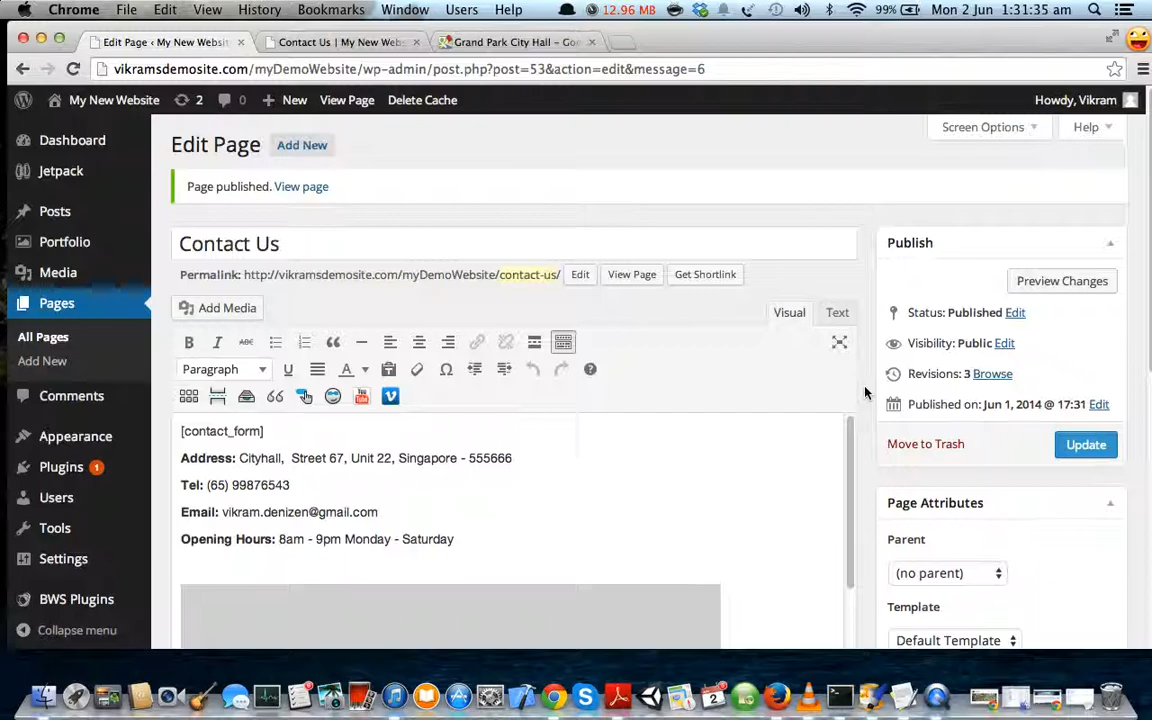 Chrome File Edit View History Bookmarks Window Users Help 12.96 MB 99% Mon 2 Jun 1:31:35 am
Edit Page ‹ My New Websit × Contact Us | My New Webs × Grand Park City Hall - Goo ×
vikramsdemosite.com/myDemoWebsite/wp-admin/post.php?post=53&action=edit&message=6
My New Website 2 0 + New View Page Delete Cache Howdy, Vikram
Dashboard
Jetpack
Posts
Portfolio
Media
Pages
All Pages
Add New
Comments
Appearance
Plugins 1
Users
Tools
Settings
BWS Plugins
Collapse menu
Screen Options Help
Edit Page Add New
Page published. View page
Contact Us
Permalink: http://vikramsdemosite.com/myDemoWebsite/contact-us/ Edit View Page Get Shortlink
Add Media Visual Text
B I ABC
Paragraph U A
[contact_form]
Address: Cityhall, Street 67, Unit 22, Singapore - 555666
Tel: (65) 99876543
Email: vikram.denizen@gmail.com
Opening Hours: 8am - 9pm Monday - Saturday
Publish
Preview Changes
Status: Published Edit
Visibility: Public Edit
Revisions: 3 Browse
Published on: Jun 1, 2014 @ 17:31 Edit
Move to Trash Update
Page Attributes
Parent
(no parent)
Template
Default Template